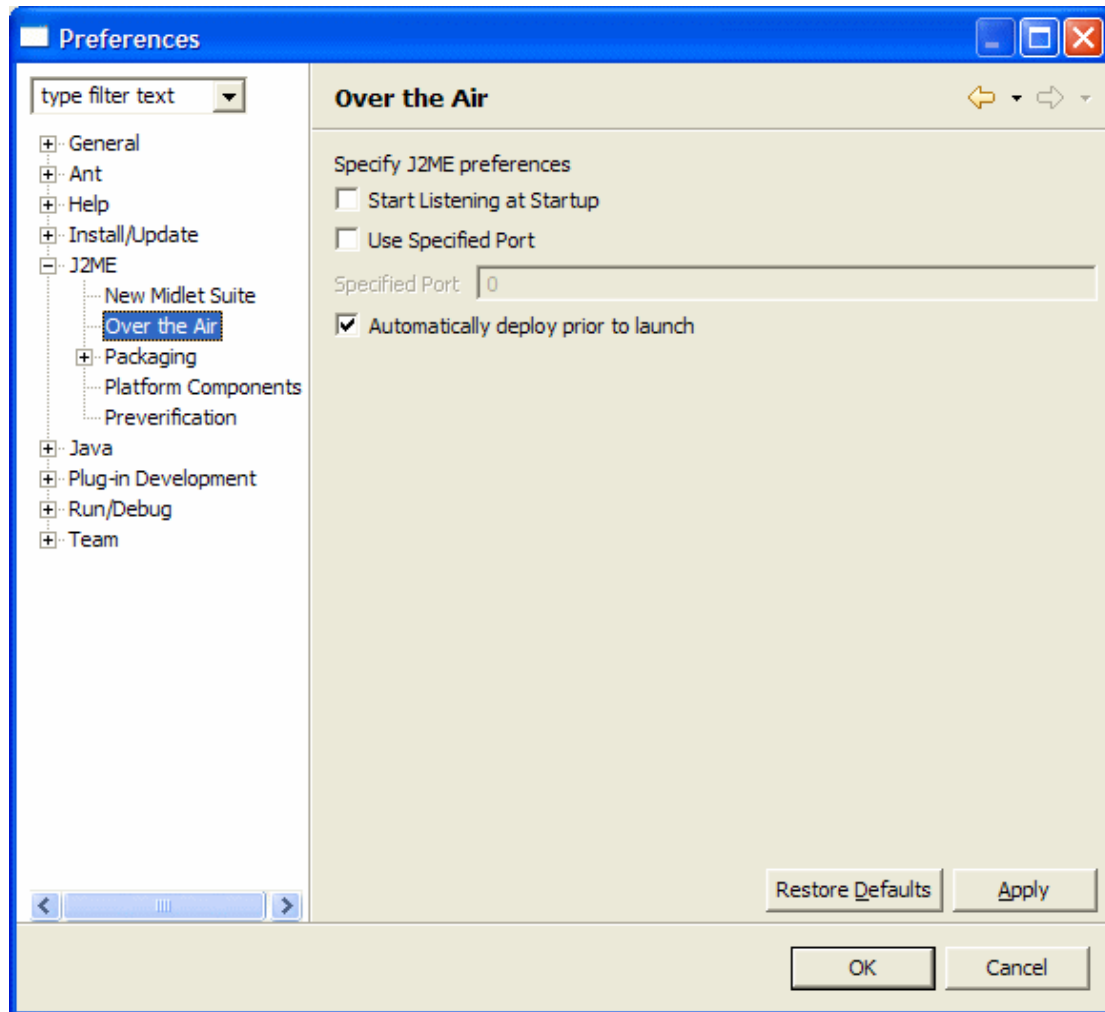 Preferences
type filter text
General
Ant
Help
Install/Update
J2ME
New Midlet Suite
Over the Air
Packaging
Platform Components
Preverification
Java
Plug-in Development
Run/Debug
Team
Over the Air
Specify J2ME preferences
Start Listening at Startup
Use Specified Port
Specified Port 0
Automatically deploy prior to launch
Restore Defaults Apply
OK Cancel